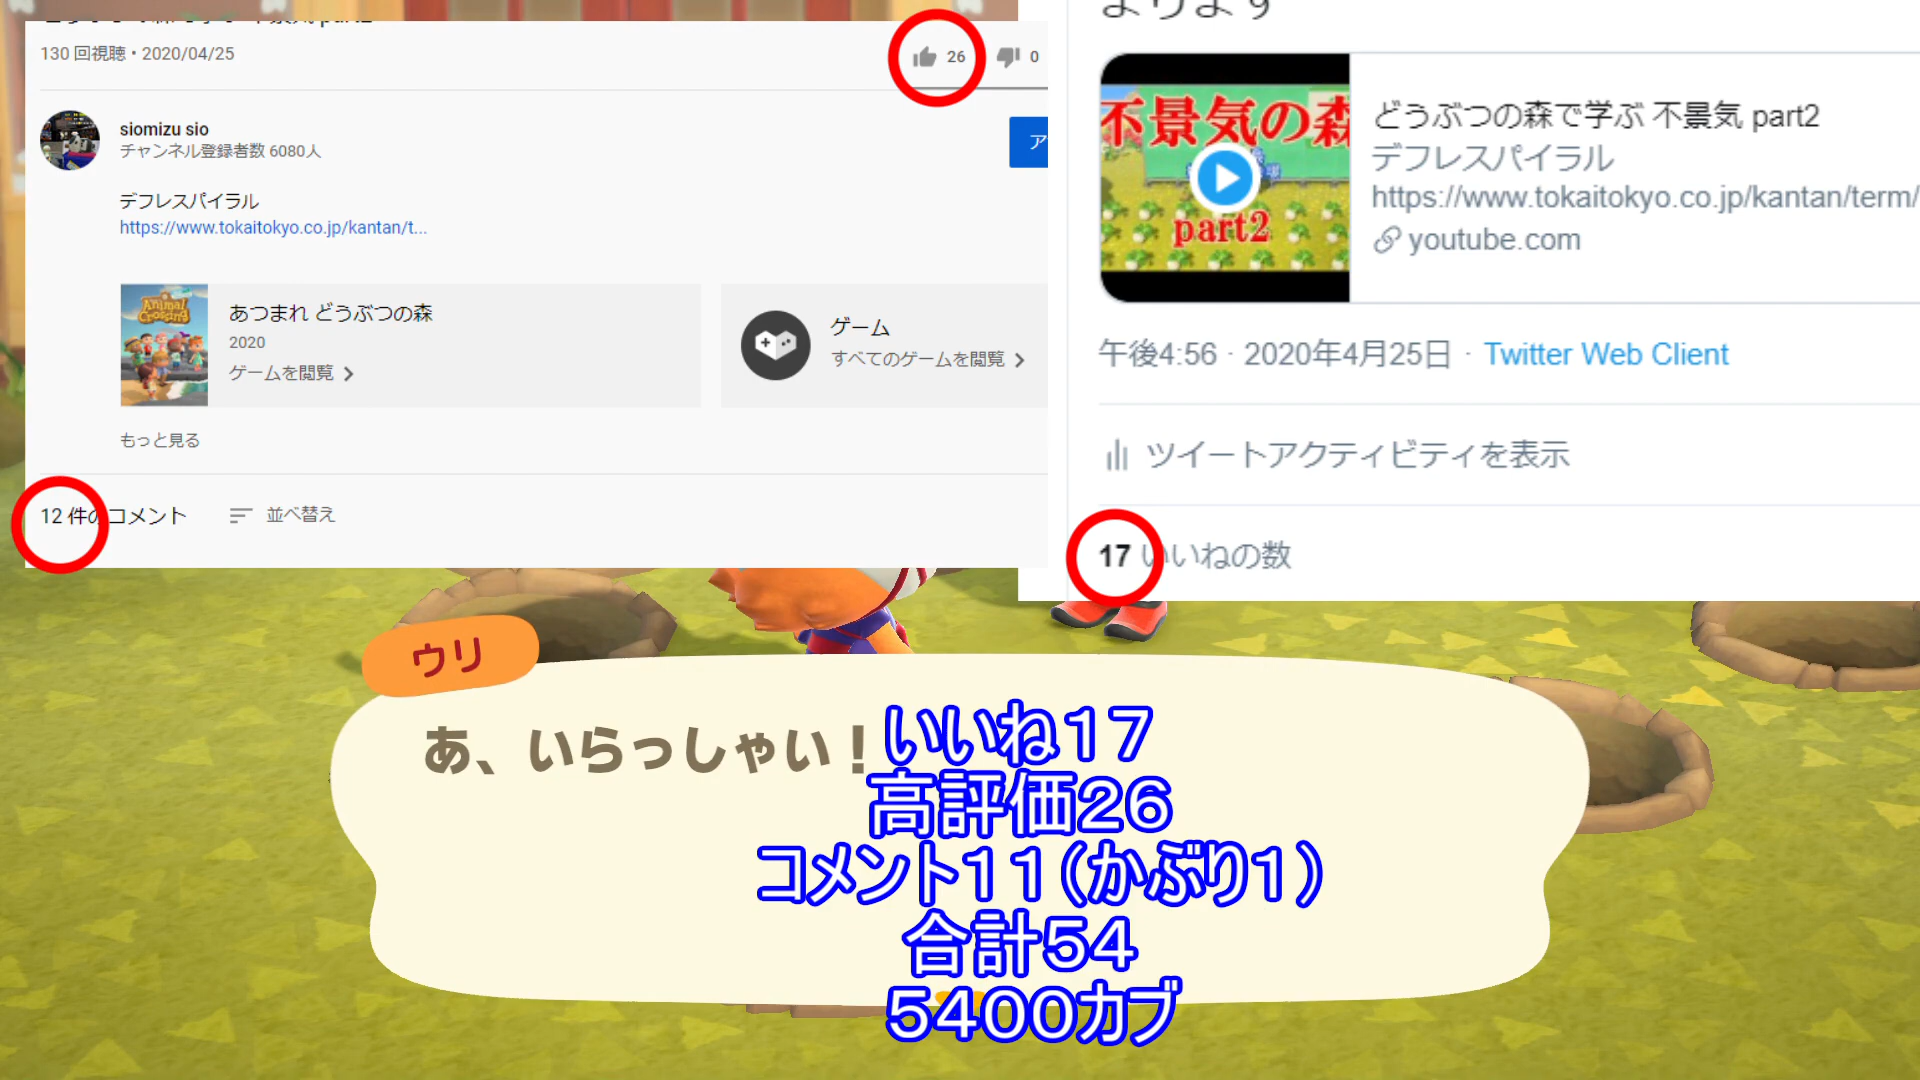 130 回視聴・2020/04/25
26
0
siomizu sio
チャンネル登録者数 6080人
ア
デフレスパイラル
https://www.tokaitokyo.co.jp/kantan/t...
Animal Crossing
あつまれ どうぶつの森
2020
ゲームを閲覧
ゲーム
すべてのゲームを閲覧
もっと見る
12 件のコメント
並べ替え
まります
不景気の森
part2
どうぶつの森で学ぶ 不景気 part2
デフレスパイラル
https://www.tokaitokyo.co.jp/kantan/term/
youtube.com
午後4:56 · 2020年4月25日 · Twitter Web Client
ツイートアクティビティを表示
17 いいねの数
ウリ
あ、いらっしゃい！
いいね17
高評価26
コメント11（かぶり1）
合計54
5400カブ